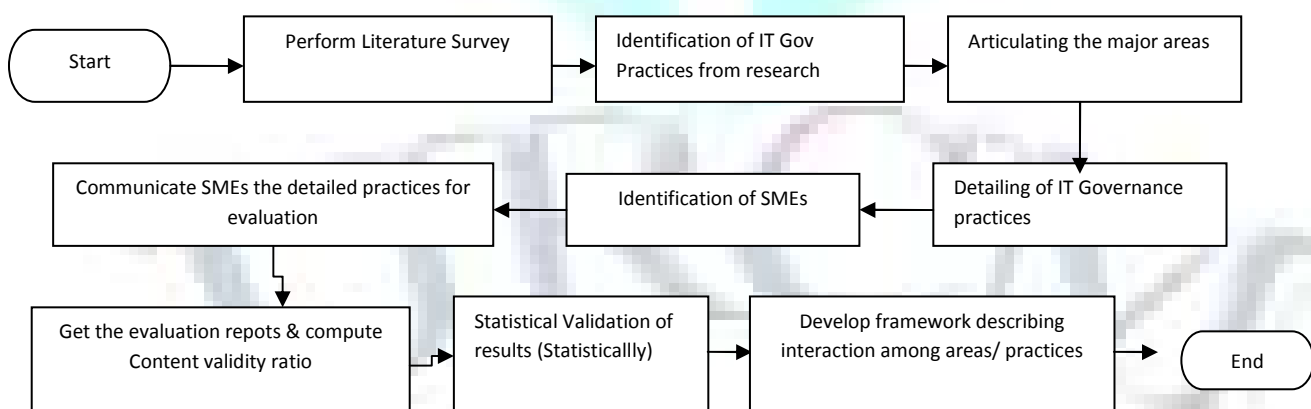 Start
Perform Literature Survey
Identification of IT Gov
Practices from research
Articulating the major areas
Detailing of IT Governance
practices
Identification of SMEs
Communicate SMEs the detailed practices for
evaluation
Get the evaluation repots & compute
Content validity ratio
Statistical Validation of
results (Statisticallly)
Develop framework describing
interaction among areas/ practices
End